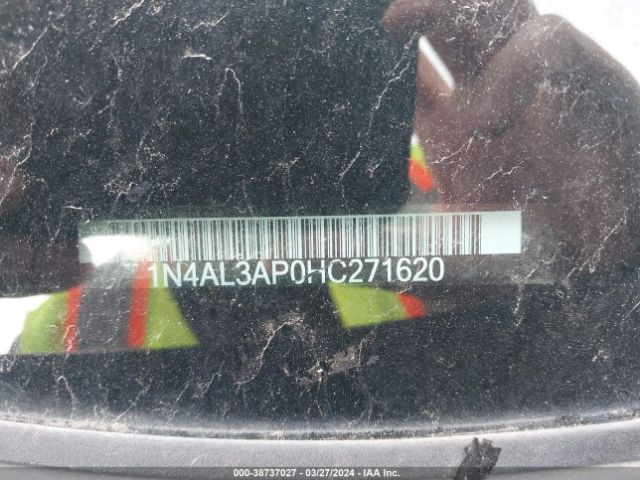 1N4AL3AP0HC271620
000-38737027 — 03/27/2024 — IAA Inc.